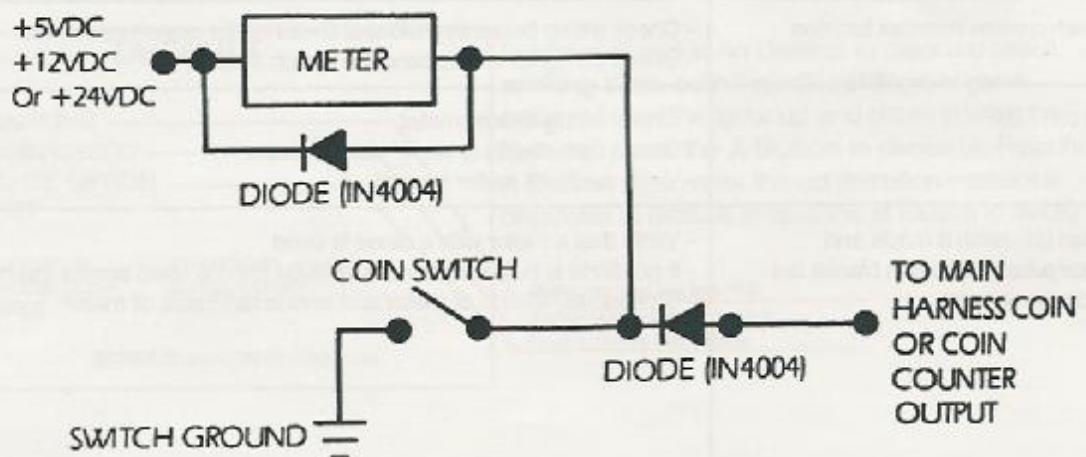 +5VDC
+12VDC
Or +24VDC
METER
DIODE (IN4004)
COIN SWITCH
TO MAIN
HARNESS COIN
OR COIN
COUNTER
OUTPUT
DIODE (IN4004)
SWITCH GROUND